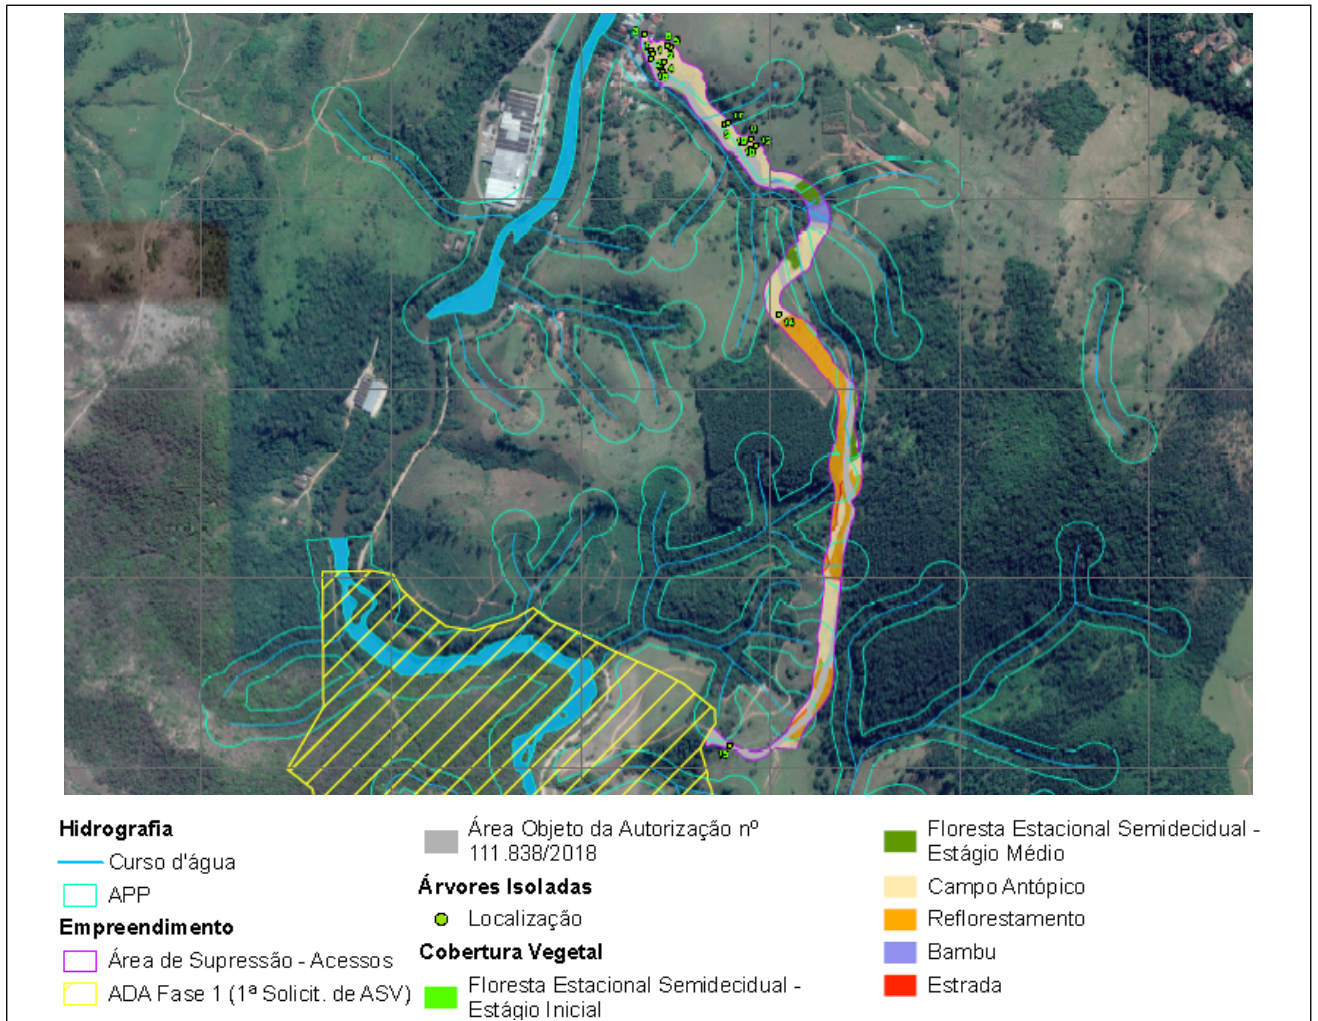 Hidrografia
Curso d'água
APP
Empreendimento
Área de Supressão - Acessos
ADA Fase 1 (1ª Solicit. de ASV)
Área Objeto da Autorização nº
111.838/2018
Árvores Isoladas
Localização
Cobertura Vegetal
Floresta Estacional Semidecidual -
Estágio Inicial
Floresta Estacional Semidecidual -
Estágio Médio
Campo Antópico
Reflorestamento
Bambu
Estrada